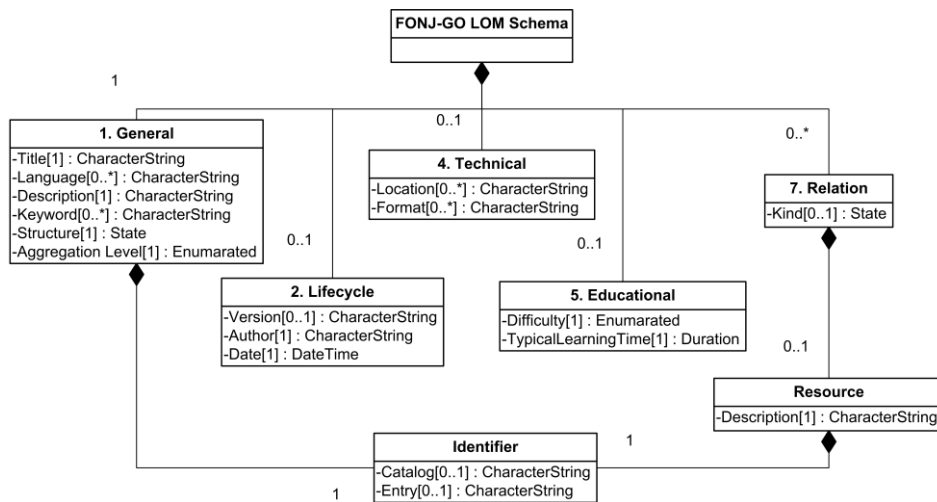 FONJ-GO LOM Schema
1
0..1
0..*
1. General
-Title[1] : CharacterString
-Language[0..*] : CharacterString
-Description[1] : CharacterString
-Keyword[0..*] : CharacterString
-Structure[1] : State
-Aggregation Level[1] : Enumarated
4. Technical
-Location[0..*] : CharacterString
-Format[0..*] : CharacterString
7. Relation
-Kind[0..1] : State
0..1
0..1
2. Lifecycle
-Version[0..1] : CharacterString
-Author[1] : CharacterString
-Date[1] : DateTime
5. Educational
-Difficulty[1] : Enumarated
-TypicalLearningTime[1] : Duration
0..1
Resource
-Description[1] : CharacterString
Identifier
-Catalog[0..1] : CharacterString
-Entry[0..1] : CharacterString
1
1